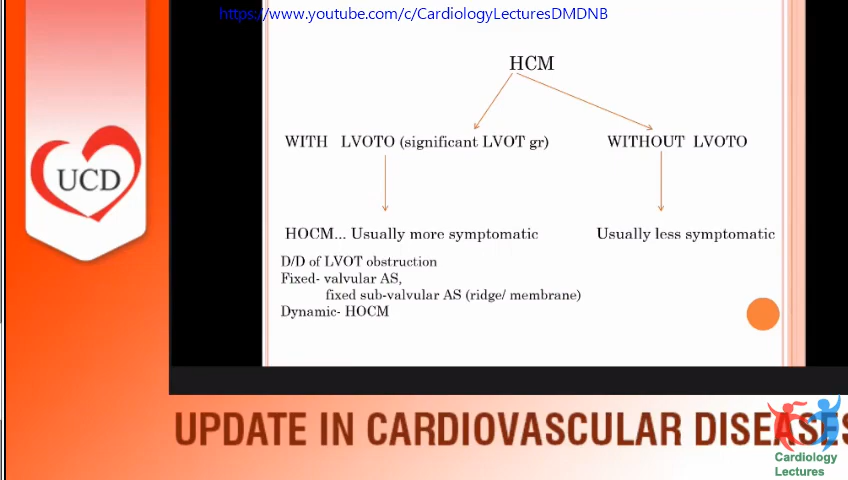 https://www.youtube.com/c/CardiologyLecturesDMDNB
HCM
WITH LVOTO (significant LVOT gr)
WITHOUT LVOTO
HOCM... Usually more symptomatic
Usually less symptomatic
D/D of LVOT obstruction
Fixed- valvular AS,
fixed sub-valvular AS (ridge/ membrane)
Dynamic- HOCM
UCD
UPDATE IN CARDIOVASCULAR DISEASES
Cardiology
Lectures